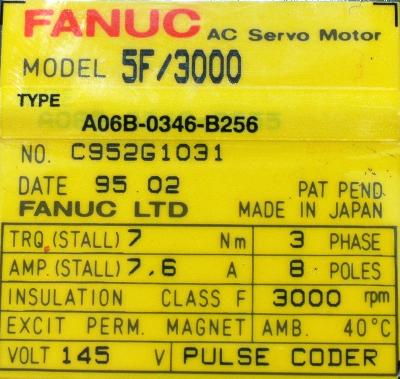 FANUC AC Servo Motor
MODEL 5F/3000
TYPE
A06B-0346-B256
NO. C952G1031
DATE 95.02 PAT PEND.
FANUC LTD MADE IN JAPAN
TRQ.(STALL) 7 Nm 3 PHASE
AMP.(STALL) 7,6 A 8 POLES
INSULATION CLASS F 3000 rpm
EXCIT PERM. MAGNET AMB. 40°C
VOLT 145 V PULSE CODER